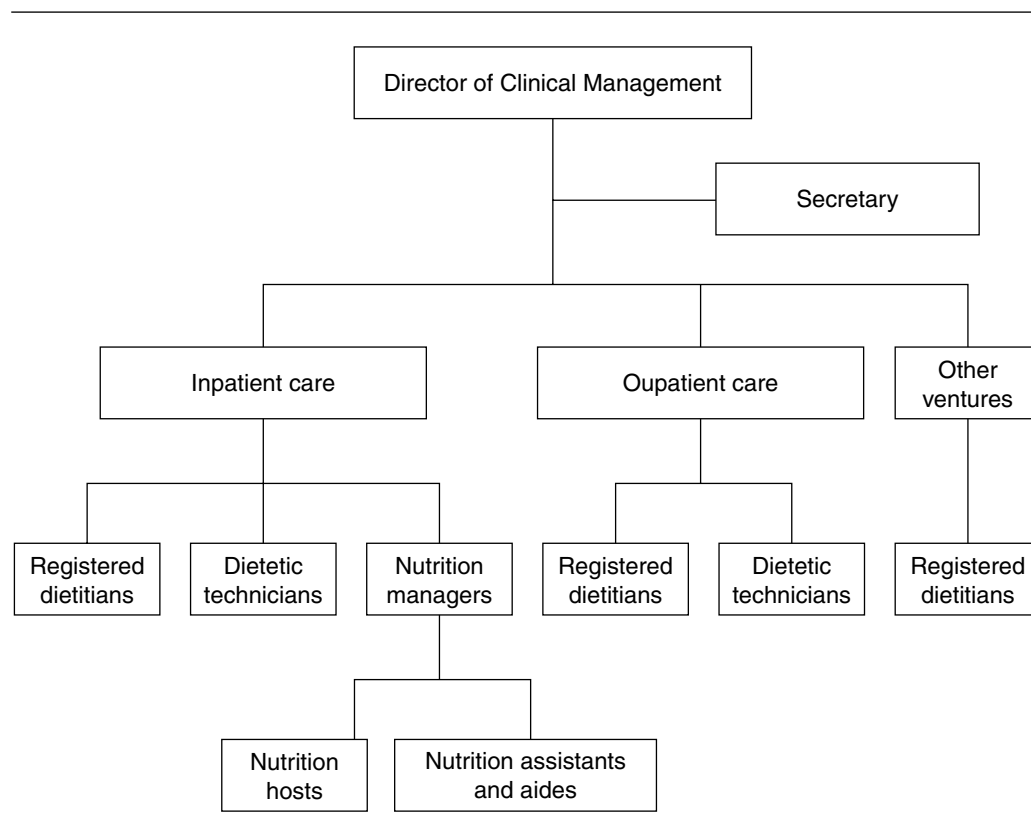 Director of Clinical Management
Secretary
Inpatient care
Oupatient care
Other
ventures
Registered
dietitians
Dietetic
technicians
Nutrition
managers
Registered
dietitians
Dietetic
technicians
Registered
dietitians
Nutrition
hosts
Nutrition assistants
and aides